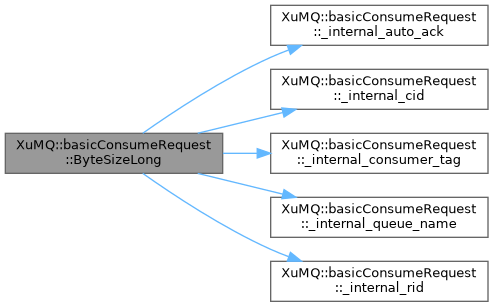 XuMQ::basicConsumeRequest
::ByteSizeLong
XuMQ::basicConsumeRequest
::_internal_auto_ack
XuMQ::basicConsumeRequest
::_internal_cid
XuMQ::basicConsumeRequest
::_internal_consumer_tag
XuMQ::basicConsumeRequest
::_internal_queue_name
XuMQ::basicConsumeRequest
::_internal_rid